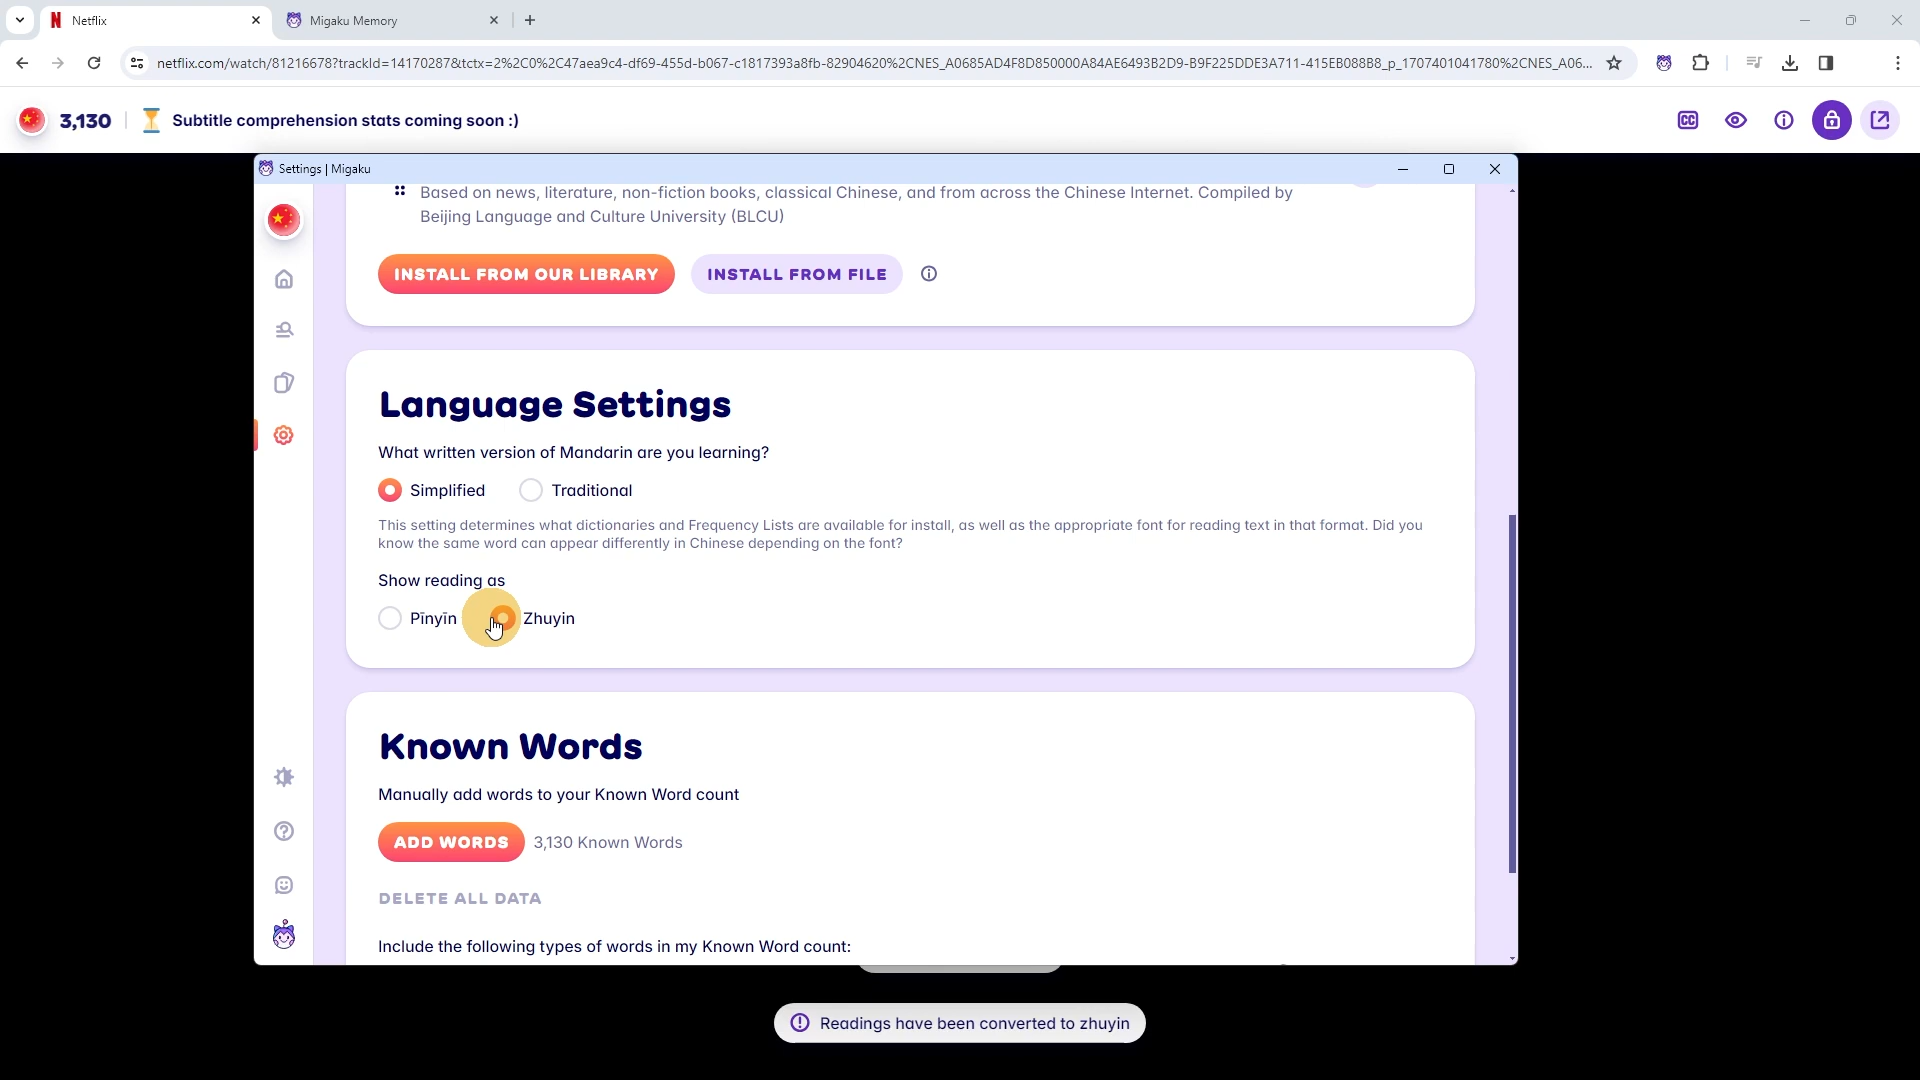 Netflix
Migaku Memory
netflix.com/watch/81216678?trackId=14170287&tctx=2%2C0%2C47aea9c4-df69-455d-b067-c1817393a8fb-82904620%2CNES_A0685AD4F8D850000A84AE6493B2D9-B9F225DDE3A711-415EB088B8_p_1707401041780%2CNES_A06...
3,130
Subtitle comprehension stats coming soon :)
CC
Settings | Migaku
Based on news, literature, non-fiction books, classical Chinese, and from across the Chinese Internet. Compiled by
Beijing Language and Culture University (BLCU)
INSTALL FROM OUR LIBRARY
INSTALL FROM FILE
Language Settings
What written version of Mandarin are you learning?
Simplified
Traditional
This setting determines what dictionaries and Frequency Lists are available for install, as well as the appropriate font for reading text in that format. Did you
know the same word can appear differently in Chinese depending on the font?
Show reading as
Pīnyīn
Zhuyin
Known Words
Manually add words to your Known Word count
ADD WORDS
3,130 Known Words
DELETE ALL DATA
Include the following types of words in my Known Word count:
Readings have been converted to zhuyin